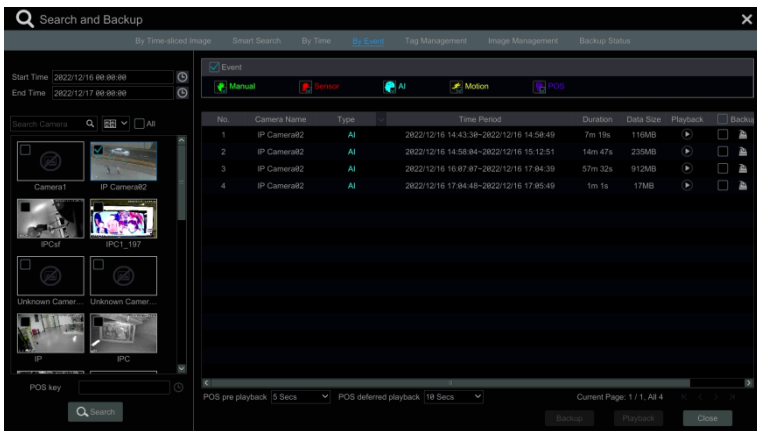 Search and Backup
By Time-sliced Image Smart Search By Time By Event Tag Management Image Management Backup Status
Start Time 2022/12/16 00:00:00
End Time 2022/12/17 00:00:00
Search Camera All
Camera1 IP Camera02
IPCsf IPC1_197
Unknown Camer... Unknown Camer...
IP IPC
POS key
Search
Event
Manual Sensor AI Motion POS
No. Camera Name Type Time Period Duration Data Size Playback Backu
1 IP Camera02 AI 2022/12/16 14:43:30~2022/12/16 14:50:49 7m 19s 116MB
2 IP Camera02 AI 2022/12/16 14:58:04~2022/12/16 15:12:51 14m 47s 235MB
3 IP Camera02 AI 2022/12/16 16:07:07~2022/12/16 17:04:39 57m 32s 912MB
4 IP Camera02 AI 2022/12/16 17:04:48~2022/12/16 17:05:49 1m 1s 17MB
POS pre playback 5 Secs POS deferred playback 10 Secs Current Page: 1 / 1, All 4
Backup Playback Close